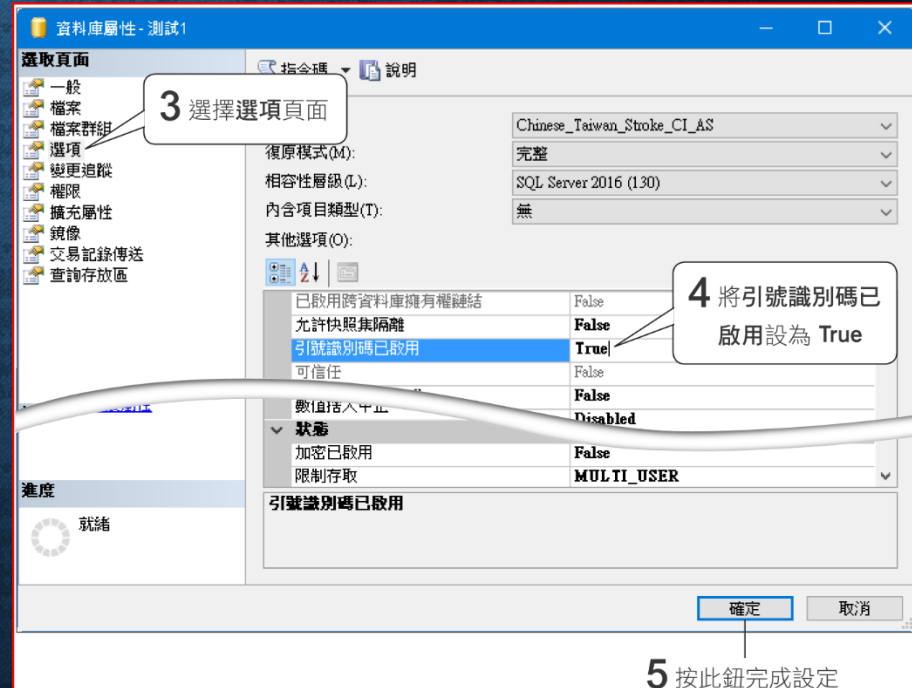 資料庫屬性 - 測試1
選取頁面
一般
檔案
檔案群組
選項
變更追蹤
權限
擴充屬性
鏡像
交易記錄傳送
查詢存放區
3 選擇選項頁面
指令碼 說明
Chinese_Taiwan_Stroke_CI_AS
復原模式(M): 完整
相容性層級(L): SQL Server 2016 (130)
內含項目類型(T): 無
其他選項(O):
已啟用跨資料庫擁有權鏈結 False
允許快照集隔離 False
引號識別碼已啟用 True
可信任 False
False
數值捨入中止 Disabled
狀態
加密已啟用 False
限制存取 MULTI_USER
4 將引號識別碼已
啟用設為 True
引號識別碼已啟用
進度
就緒
確定 取消
5 按此鈕完成設定